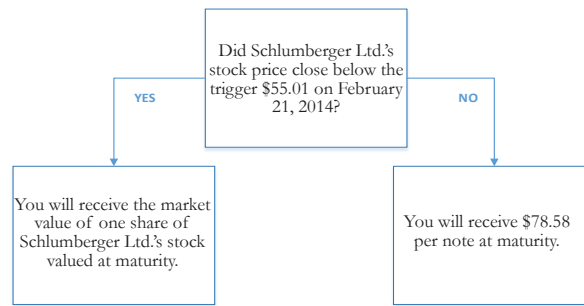 Did Schlumberger Ltd.'s
stock price close below the
trigger $55.01 on February
21, 2014?
YES
NO
You will receive the market
value of one share of
Schlumberger Ltd.'s stock
valued at maturity.
You will receive $78.58
per note at maturity.